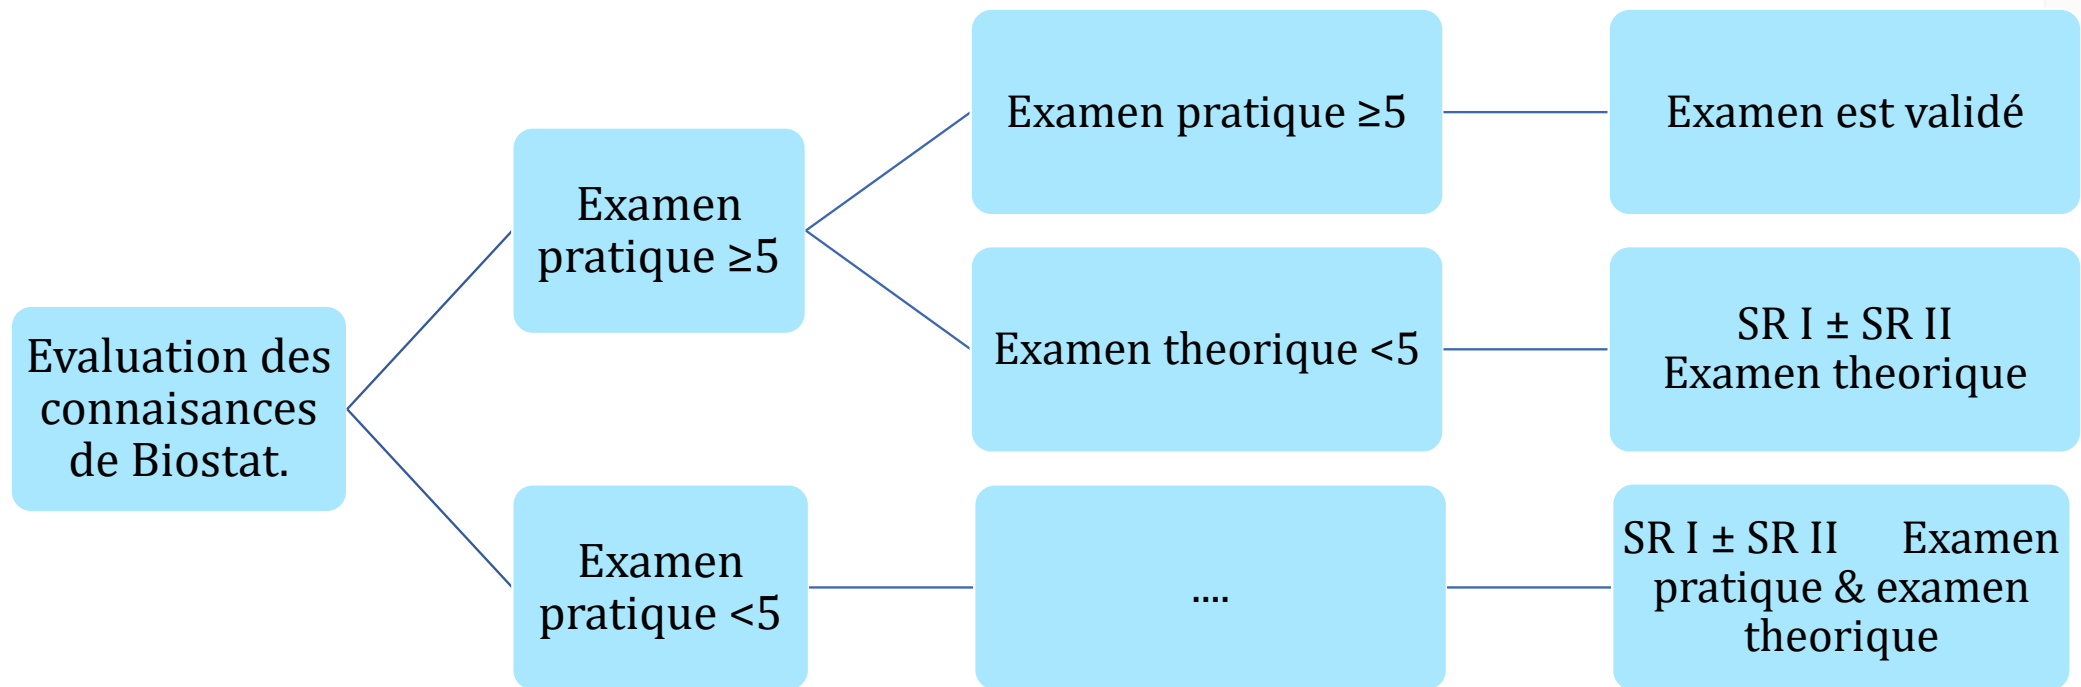 Evaluation des
connaisances
de Biostat.
Examen
pratique ≥5
Examen pratique ≥5
Examen est validé
Examen theorique <5
SR I ± SR II
Examen theorique
Examen
pratique <5
....
SR I ± SR II Examen
pratique & examen
theorique